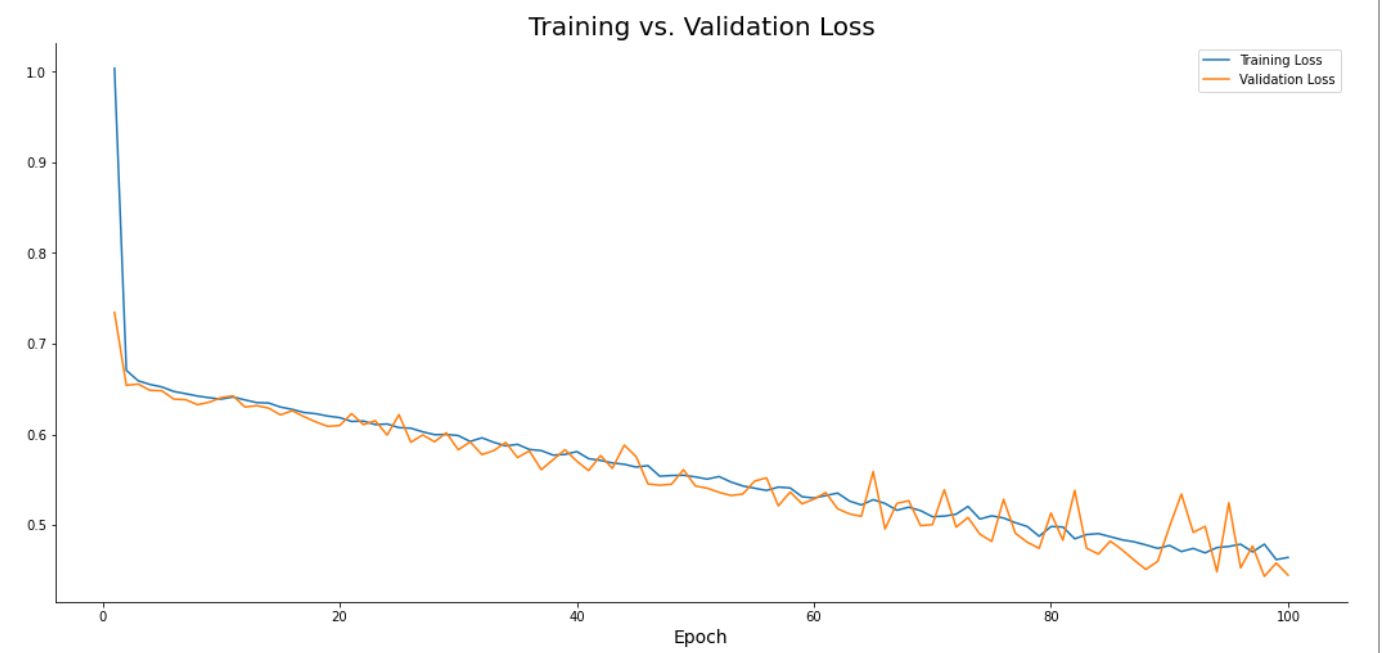 Training vs. Validation Loss
Training Loss
Validation Loss
1.0
0.9
0.8
0.7
0.6
0.5
0 20 40 60 80 100
Epoch